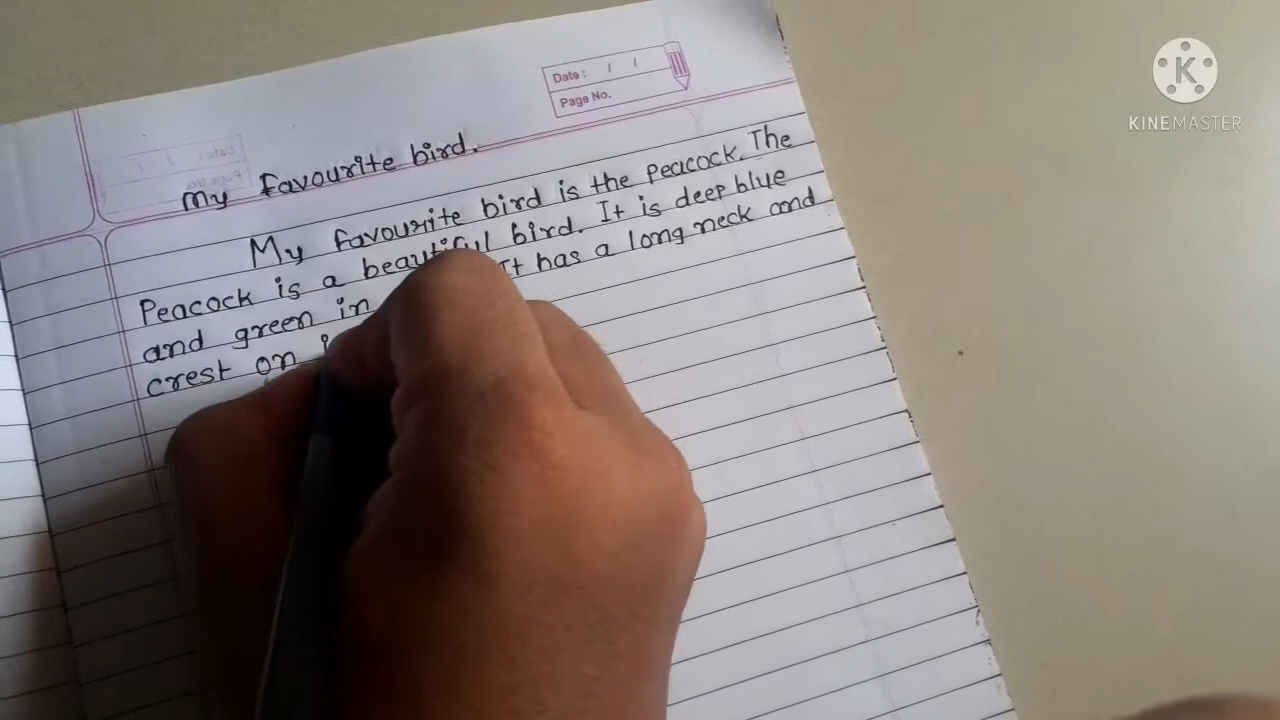 Date : / /
Page No.
My favourite bird.
My favourite bird is the Peacock. The
Peacock is a beautiful bird. It is deep blue
and green in It has a long neck and
crest on
KINEMASTER